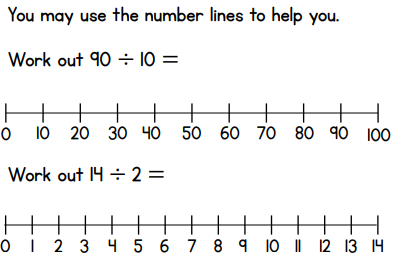 You may use the number lines to help you.
Work out 90 ÷ 10 =
0 10 20 30 40 50 60 70 80 90 100
Work out 14 ÷ 2 =
0 1 2 3 4 5 6 7 8 9 10 11 12 13 14